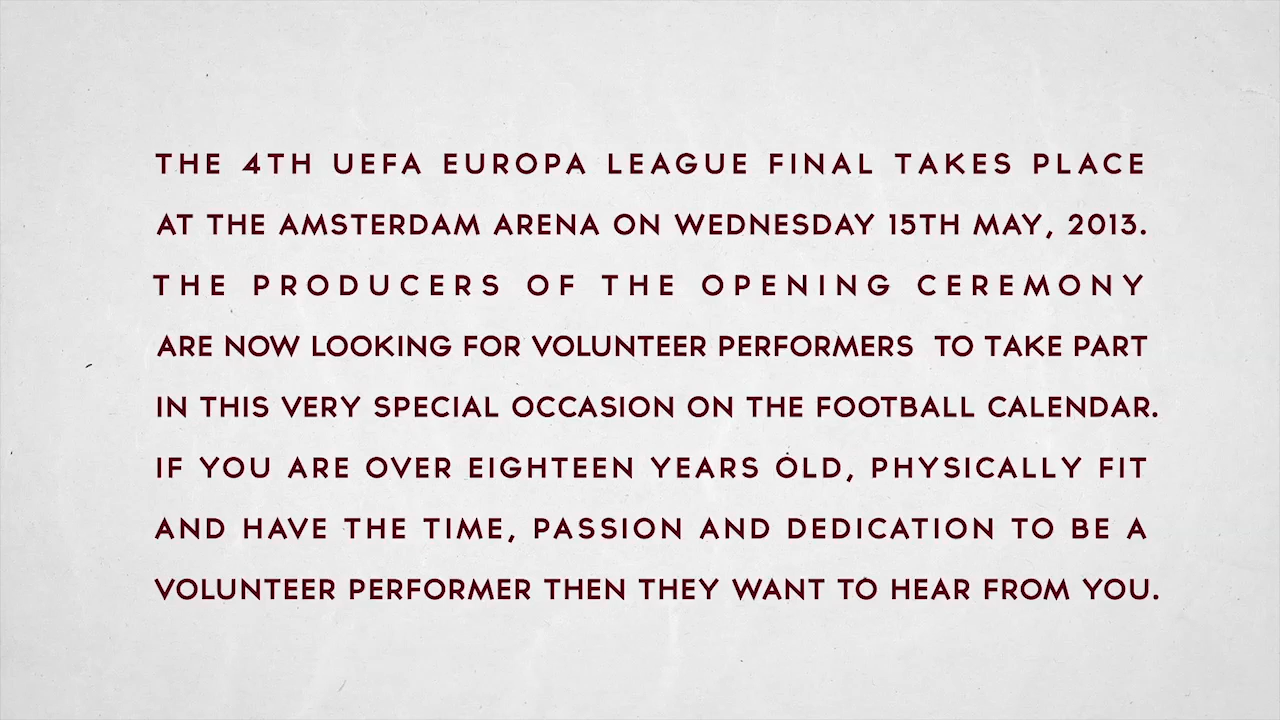 THE 4TH UEFA EUROPA LEAGUE FINAL TAKES PLACE
AT THE AMSTERDAM ARENA ON WEDNESDAY 15TH MAY, 2013.
THE PRODUCERS OF THE OPENING CEREMONY
ARE NOW LOOKING FOR VOLUNTEER PERFORMERS TO TAKE PART
IN THIS VERY SPECIAL OCCASION ON THE FOOTBALL CALENDAR.
IF YOU ARE OVER EIGHTEEN YEARS OLD, PHYSICALLY FIT
AND HAVE THE TIME, PASSION AND DEDICATION TO BE A
VOLUNTEER PERFORMER THEN THEY WANT TO HEAR FROM YOU.